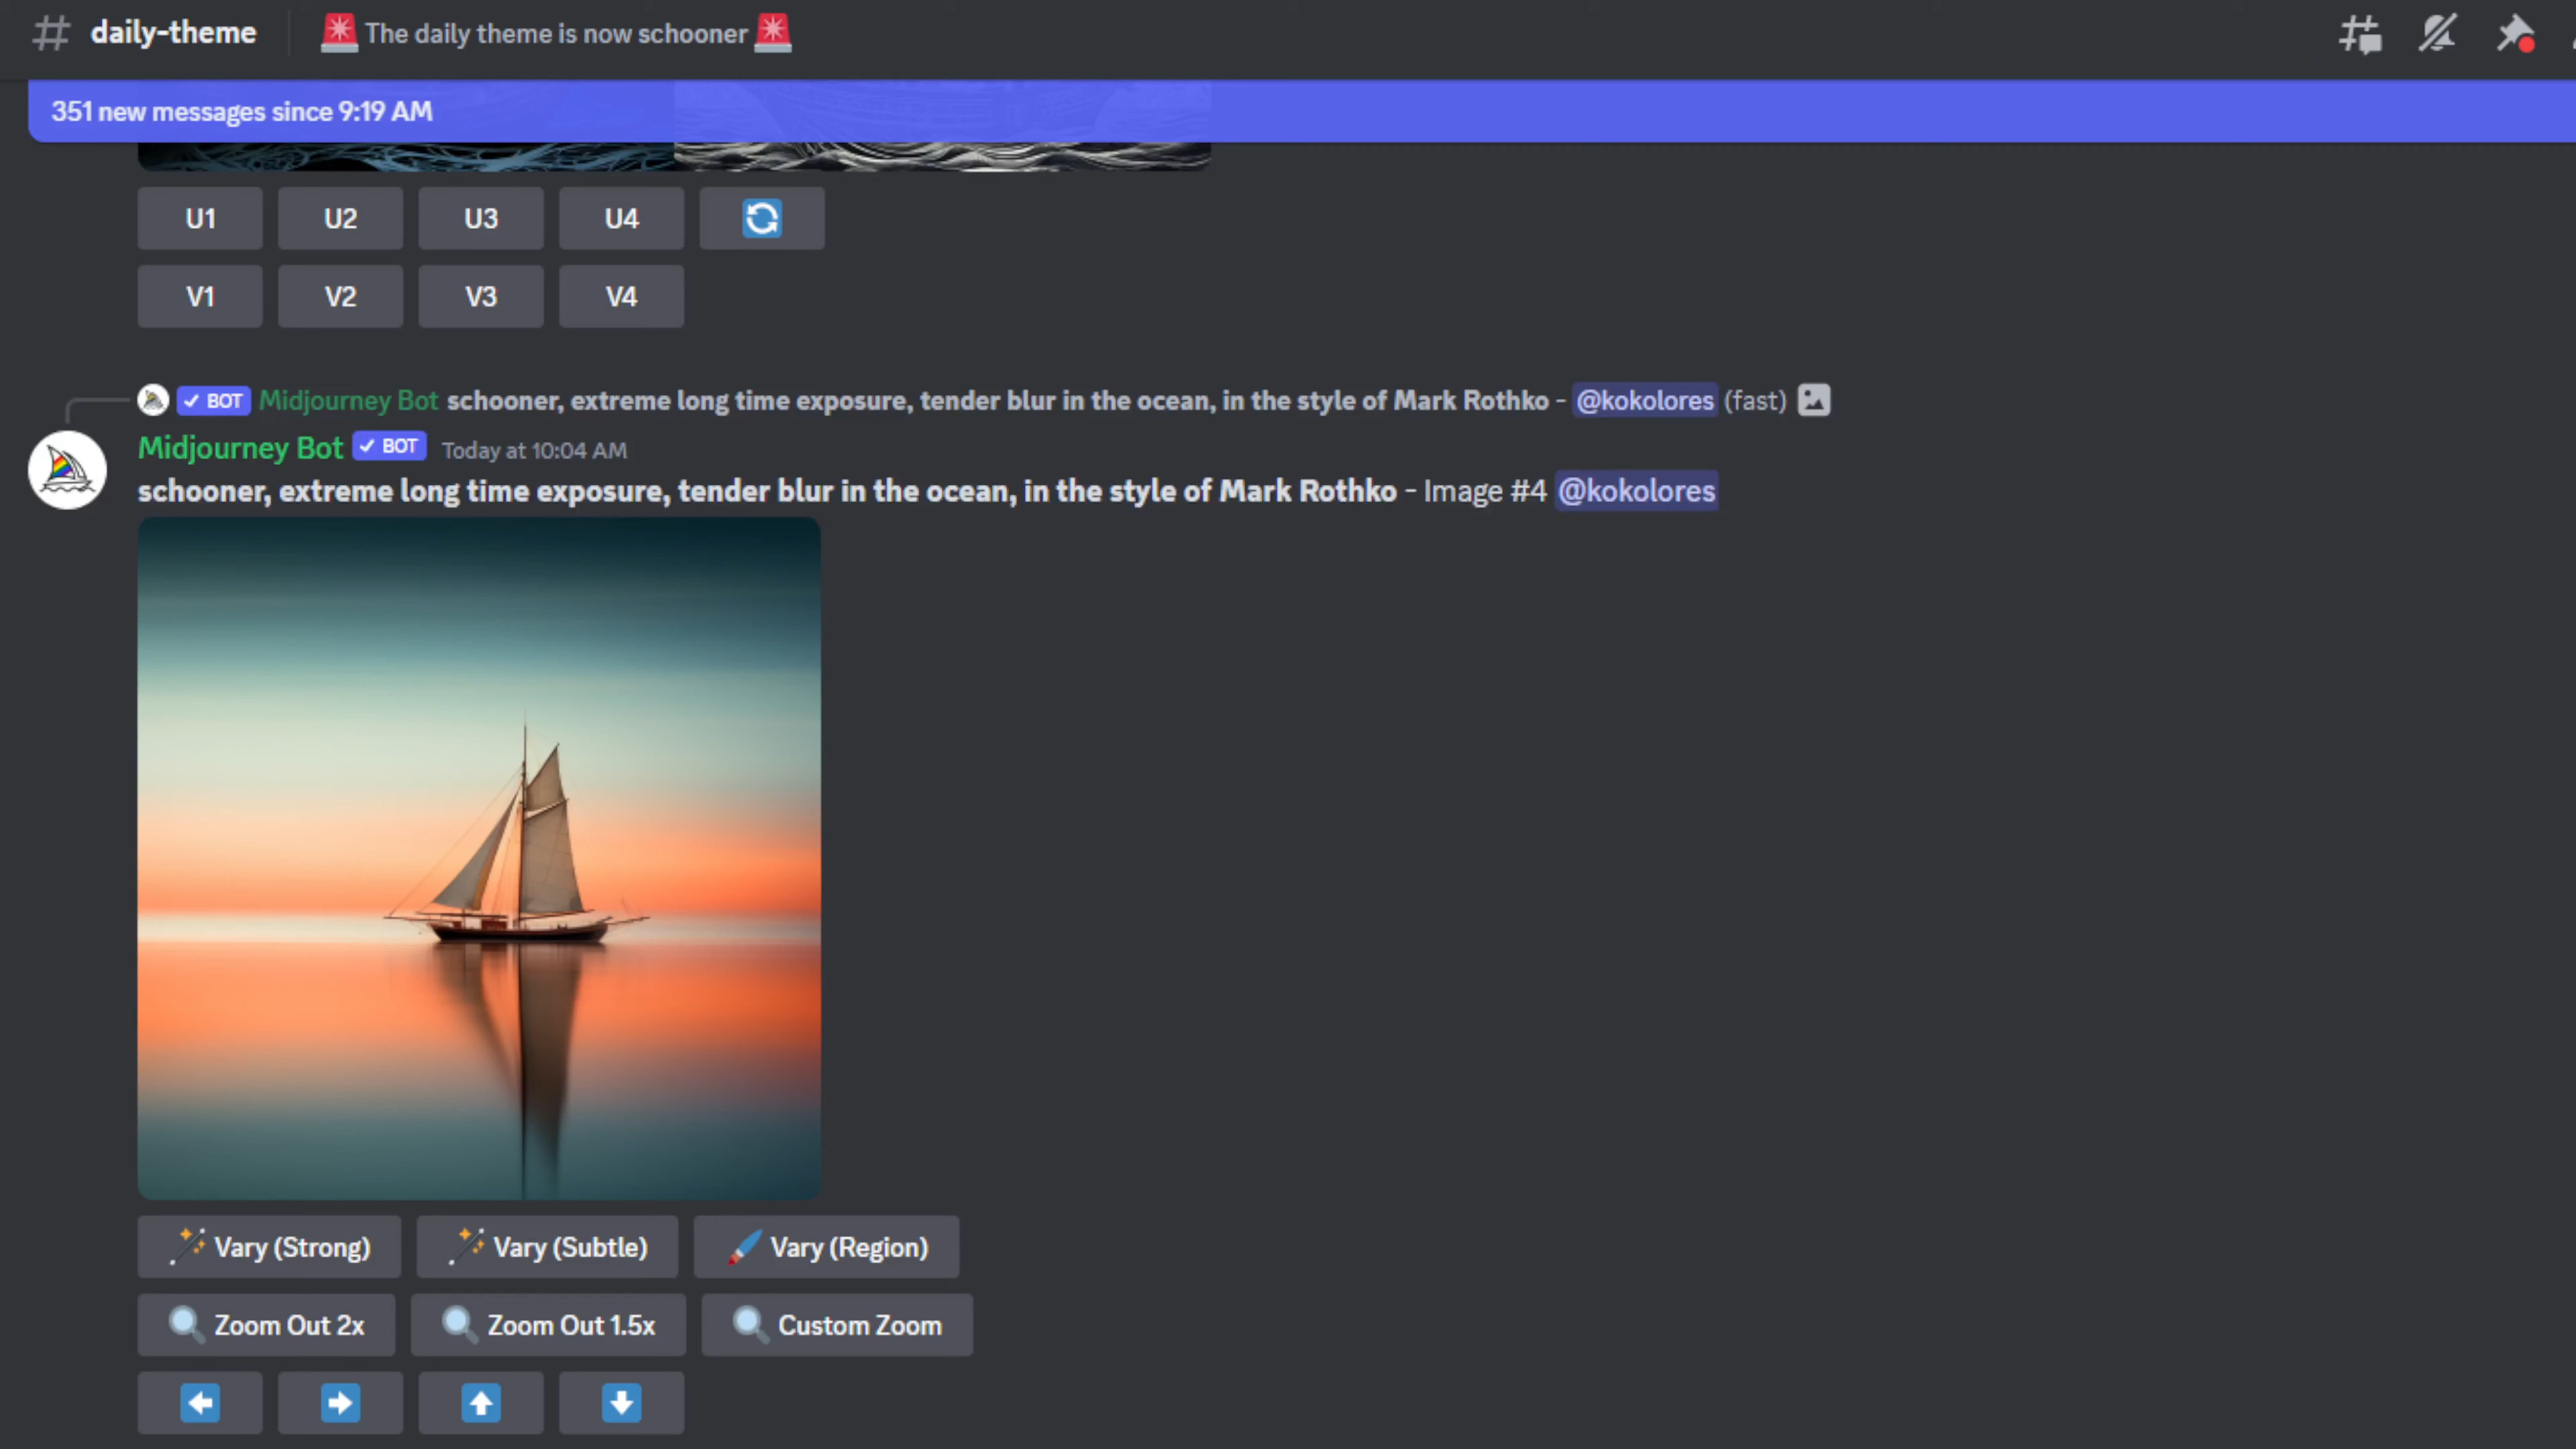 daily-theme The daily theme is now schooner
351 new messages since 9:19 AM
U1 U2 U3 U4
V1 V2 V3 V4
BOT Midjourney Bot schooner, extreme long time exposure, tender blur in the ocean, in the style of Mark Rothko - @kokolores (fast)
Midjourney Bot BOT Today at 10:04 AM
schooner, extreme long time exposure, tender blur in the ocean, in the style of Mark Rothko - Image #4 @kokolores
Vary (Strong) Vary (Subtle) Vary (Region)
Zoom Out 2x Zoom Out 1.5x Custom Zoom